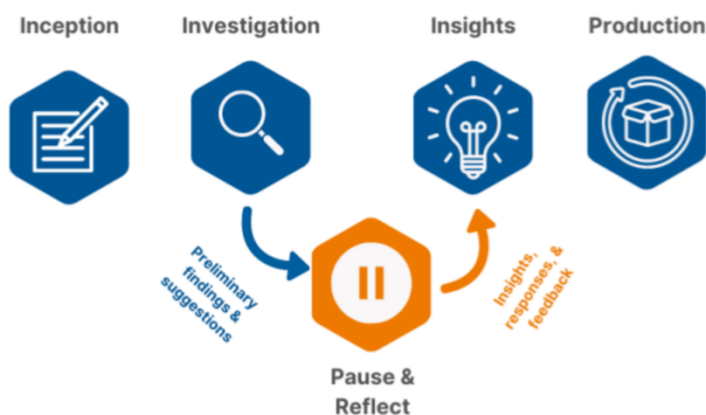 Inception
Investigation
Insights
Production
Preliminary
findings &
suggestions
Insights,
responses, &
feedback
Pause &
Reflect